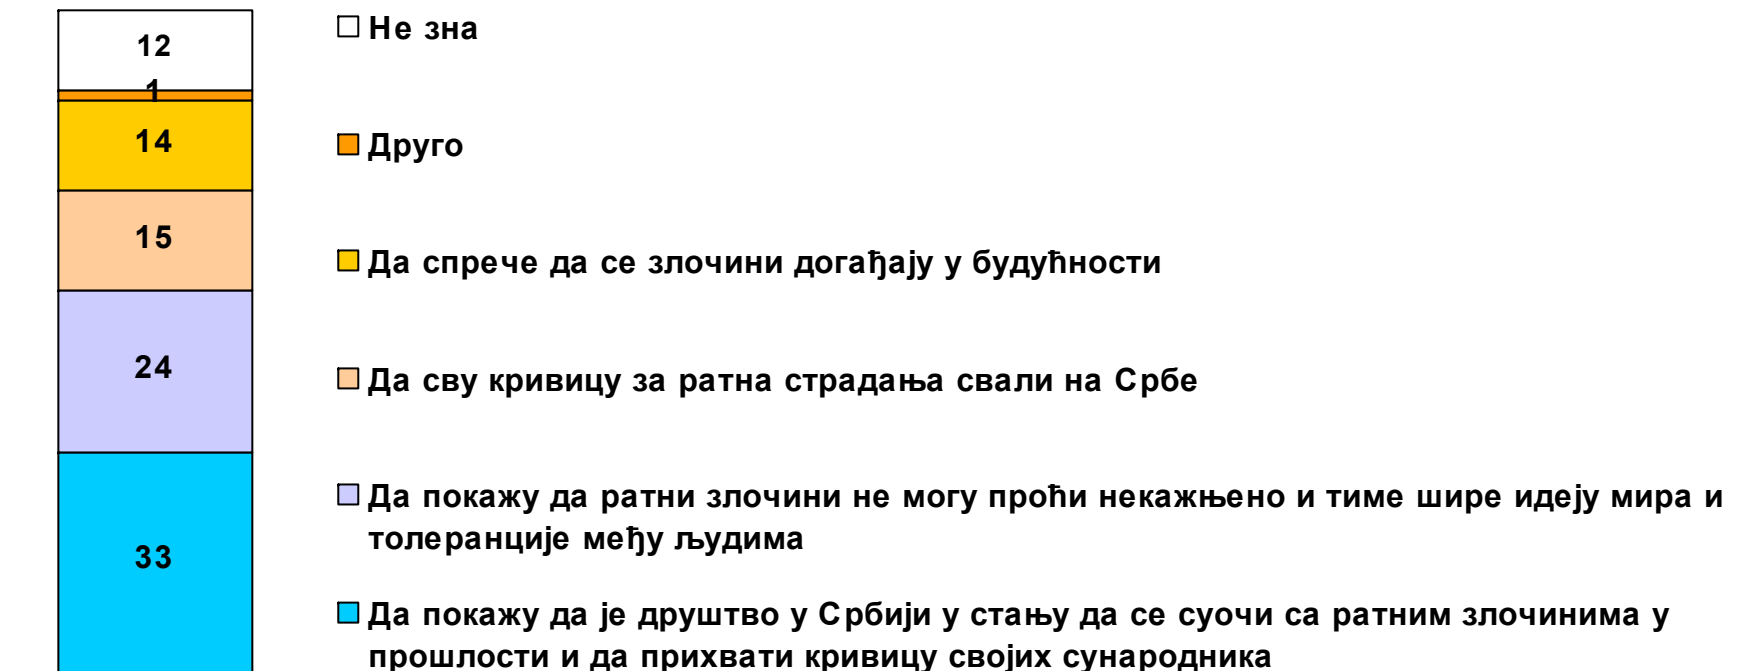 12
1
14
15
24
33
Не зна
Друго
Да спрече да се злочини догађају у будућности
Да сву кривицу за ратна страдања свали на Србе
Да покажу да ратни злочини не могу проћи некажњено и тиме шире идеју мира и
толеранције међу људима
Да покажу да је друштво у Србији у стању да се суочи са ратним злочинима у
прошлости и да прихвати кривицу својих сународника